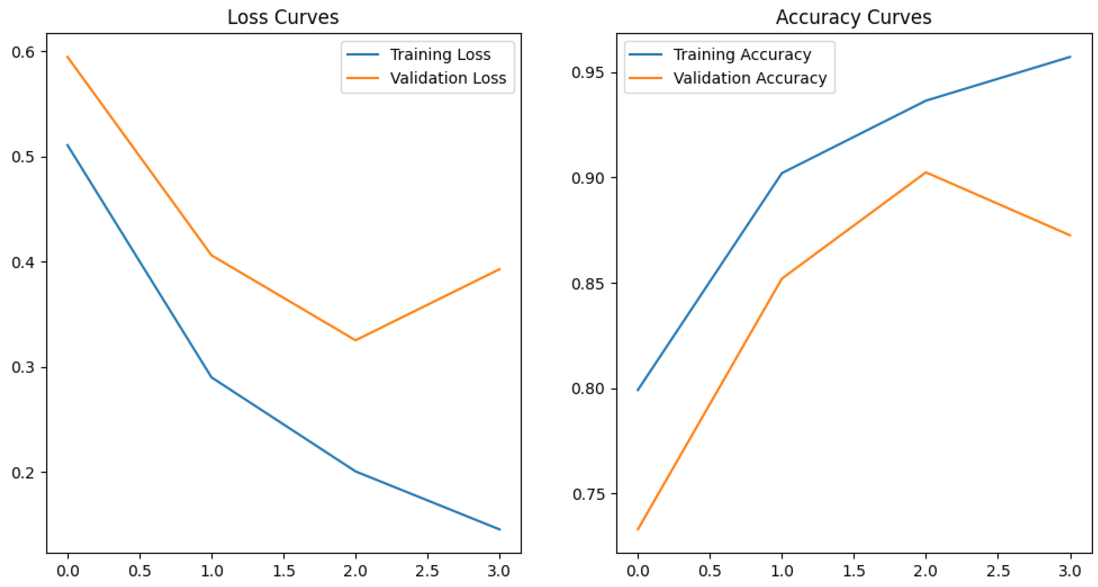 Loss Curves
Training Loss
Validation Loss
0.6
0.5
0.4
0.3
0.2
0.0 0.5 1.0 1.5 2.0 2.5 3.0
Accuracy Curves
Training Accuracy
Validation Accuracy
0.95
0.90
0.85
0.80
0.75
0.0 0.5 1.0 1.5 2.0 2.5 3.0